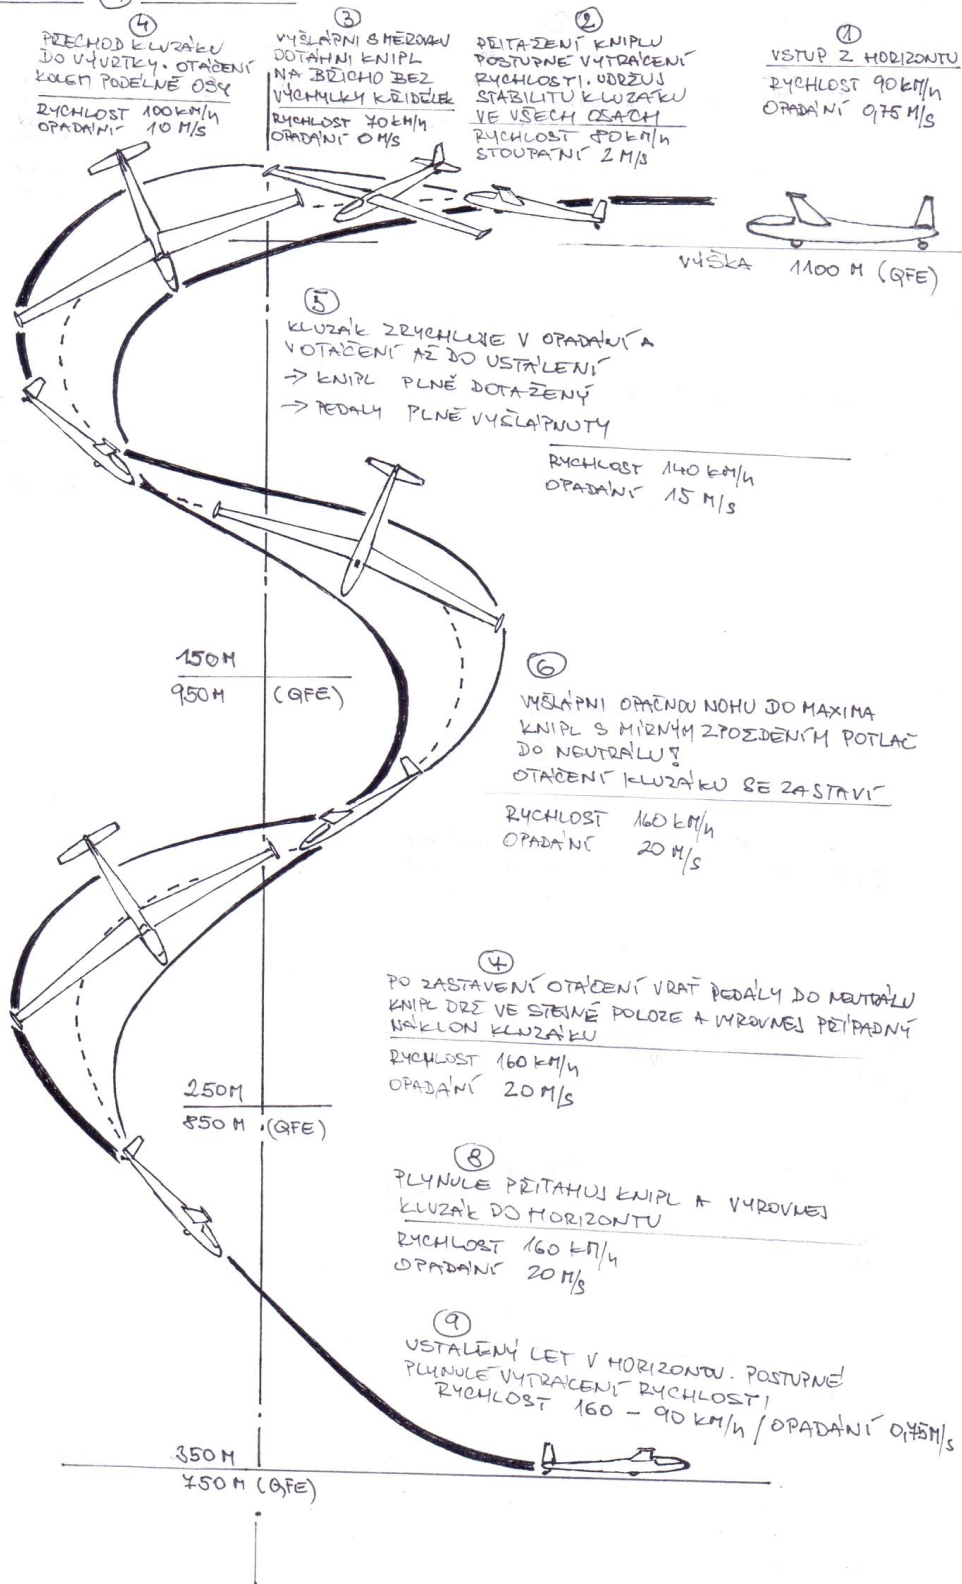 ①
VSTUP Z HORIZONTU
RYCHLOST 90 KM/H
OPADÁNÍ 0,75 M/S
②
PŘITAŽENÍ KNIPLU
POSTUPNÉ VYTRÁCENÍ
RYCHLOSTI. UDRŽUJ
STABILITU KLUZÁKU
VE VŠECH OSÁCH
RYCHLOST 80 KM/H
STOUPÁNÍ 2 M/S
③
VYŠLÁPNI SMĚROVKU
DOTÁHNI KNIPL
NA BŘICHO BEZ
VÝCHYLKY KŘIDÉLEK
RYCHLOST 70 KM/H
OPADÁNÍ 0 M/S
④
PŘECHOD KLUZÁKU
DO VÝVRTKY. OTÁČENÍ
KOLEM PODÉLNÉ OSY
RYCHLOST 100 KM/H
OPADÁNÍ 10 M/S
VÝŠKA 1100 M (QFE)
⑤
KLUZÁK ZRYCHLUJE V OPADÁNÍ A
V OTÁČENÍ AŽ DO USTÁLENÍ
→ KNIPL PLNĚ DOTAŽENÝ
→ PEDÁLY PLNĚ VYŠLÁPNUTY
RYCHLOST 140 KM/H
OPADÁNÍ 15 M/S
150 M
950 M (QFE)
⑥
VYŠLÁPNI OPAČNOU NOHU DO MAXIMA
KNIPL S MÍRNÝM ZPOŽDĚNÍM POTLAČ
DO NEUTRÁLU!
OTÁČENÍ KLUZÁKU SE ZASTAVÍ
RYCHLOST 160 KM/H
OPADÁNÍ 20 M/S
⑦
PO ZASTAVENÍ OTÁČENÍ VRAŤ PEDÁLY DO NEUTRÁLU
KNIPL DRŽ VE STEJNÉ POLOZE A VYROVNEJ PŘÍPADNÝ
NÁKLON KLUZÁKU
RYCHLOST 160 KM/H
OPADÁNÍ 20 M/S
250 M
850 M (QFE)
⑧
PLYNULE PŘITAHUJ KNIPL A VYROVNEJ
KLUZÁK DO HORIZONTU
RYCHLOST 160 KM/H
OPADÁNÍ 20 M/S
⑨
USTÁLENÝ LET V HORIZONTU. POSTUPNÉ
PLYNULÉ VYTRÁCENÍ RYCHLOSTI
RYCHLOST 160 – 90 KM/H / OPADÁNÍ 0,75 M/S
350 M
750 M (QFE)